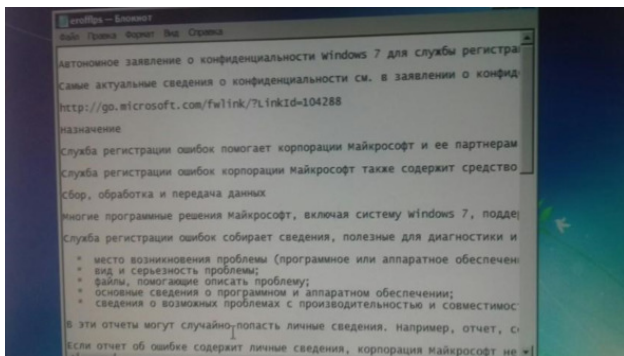 erofflps — Блокнот
Файл Правка Формат Вид Справка
Автономное заявление о конфиденциальности Windows 7 для службы регистра
Самые актуальные сведения о конфиденциальности см. в заявлении о конфид
http://go.microsoft.com/fwlink/?LinkId=104288
Назначение
Служба регистрации ошибок помогает корпорации Майкрософт и ее партнерам
Служба регистрации ошибок корпорации Майкрософт также содержит средство
Сбор, обработка и передача данных
Многие программные решения Майкрософт, включая систему Windows 7, подде
Служба регистрации ошибок собирает сведения, полезные для диагностики и
* место возникновения проблемы (программное или аппаратное обеспечен
* вид и серьезность проблемы;
* файлы, помогающие описать проблему;
* основные сведения о программном и аппаратном обеспечении;
* сведения о возможных проблемах с производительностью и совместимос
В эти отчеты могут случайно попасть личные сведения. Например, отчет, с
Если отчет об ошибке содержит личные сведения, корпорация Майкрософт не